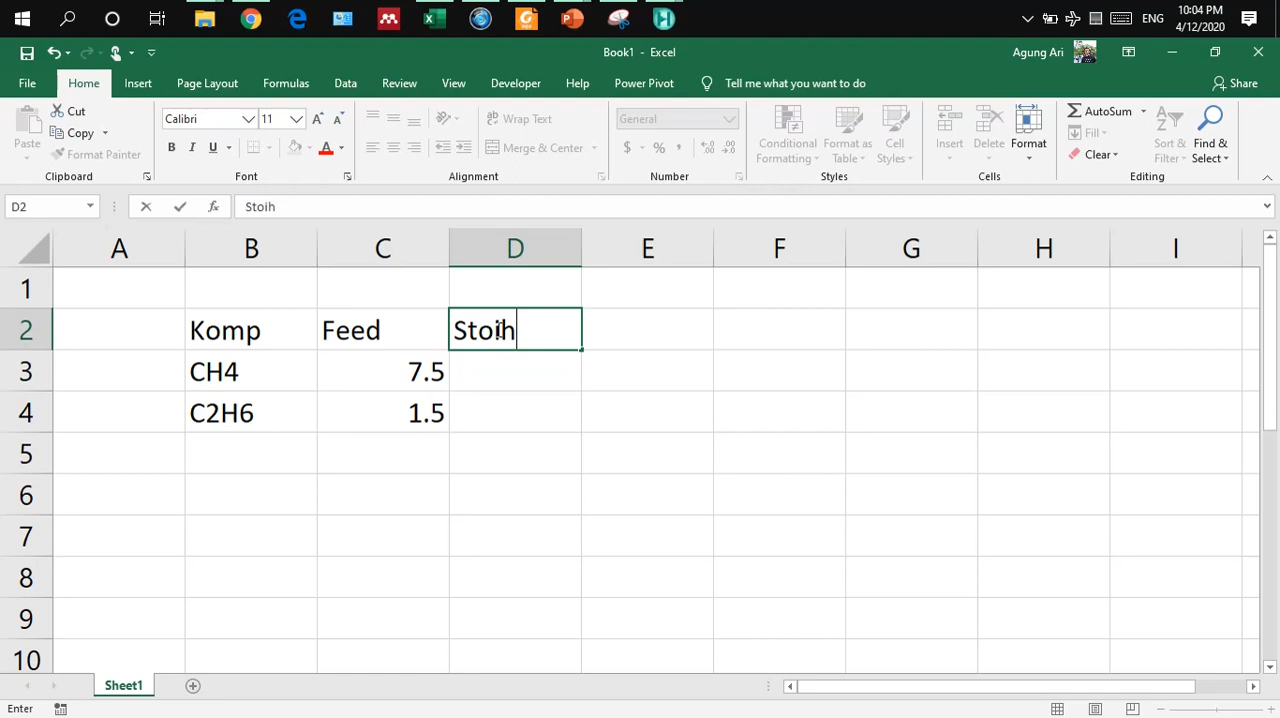 ENG
10:04 PM
4/12/2020
Book1 - Excel
Agung Ari
File Home Insert Page Layout Formulas Data Review View Developer Help Power Pivot Tell me what you want to do Share
Paste
Cut
Copy
Format Painter
Clipboard
Calibri 11
B I U A
Font
Wrap Text
Merge & Center
Alignment
General
$ % ,
Number
Conditional Formatting
Format as Table
Cell Styles
Styles
Insert
Delete
Format
Cells
AutoSum
Fill
Clear
Sort & Filter
Find & Select
Editing
D2 fx Stoih
A B C D E F G H I
1
2 Komp Feed Stoih
3 CH4 7.5
4 C2H6 1.5
5
6
7
8
9
10
Sheet1
Enter